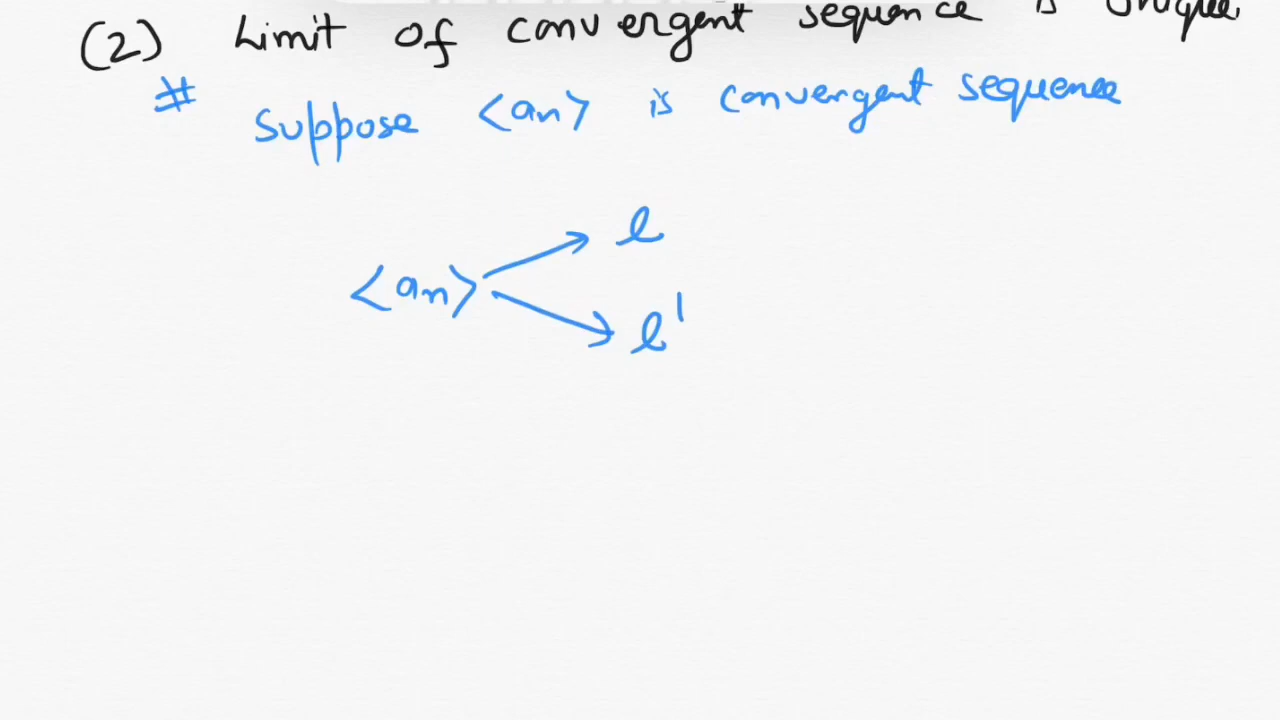 (2) Limit of convergent sequence is unique.
# Suppose <an> is convergent sequence
l
<an>
l'